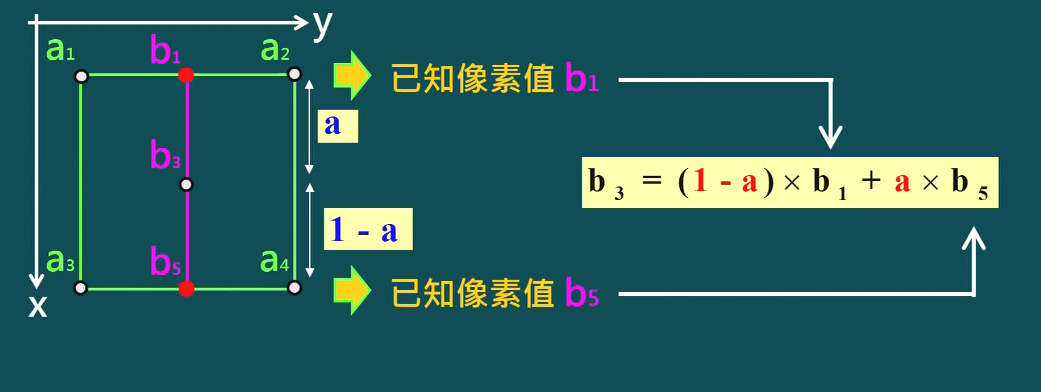 y
a₁ b₁ a₂
已知像素值 b₁
a
b₃
b₃ = (1 - a) × b₁ + a × b₅
1 - a
a₃ b₅ a₄
已知像素值 b₅
x